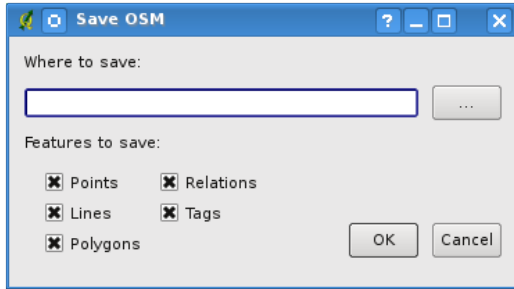 Save OSM
Where to save:
...
Features to save:
Points
Relations
Lines
Tags
Polygons
OK
Cancel